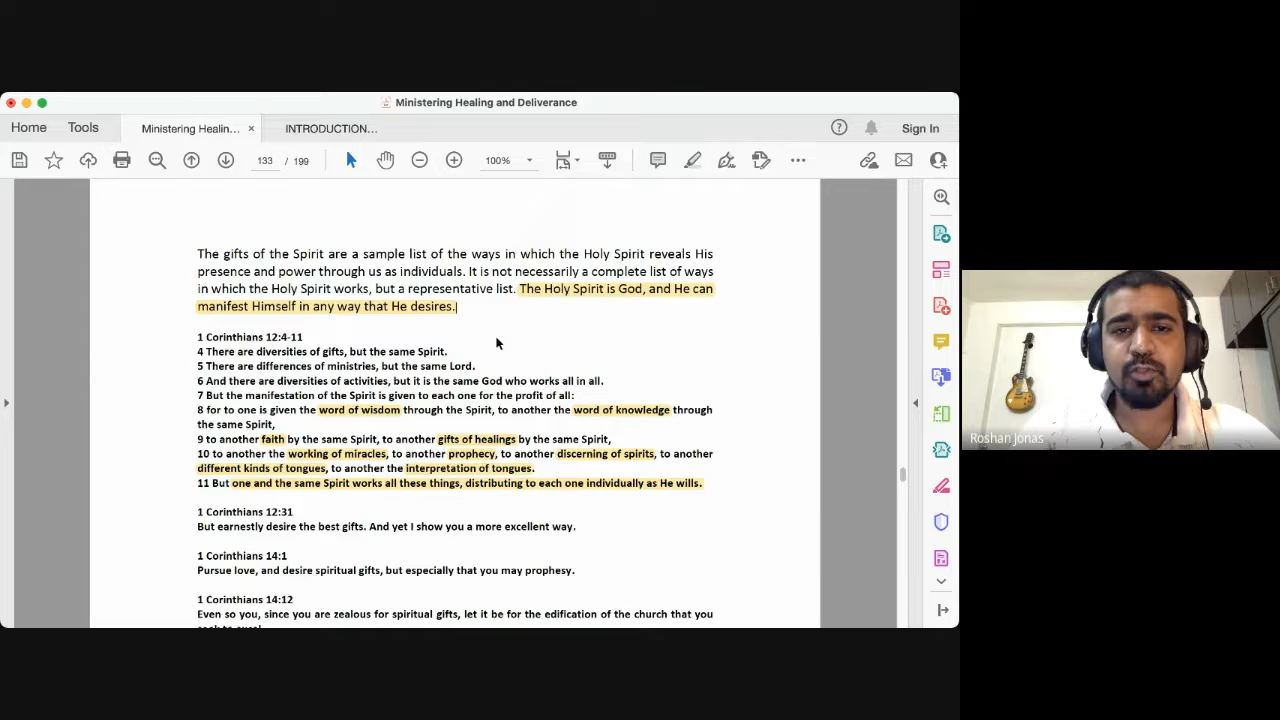 Ministering Healing and Deliverance
Home
Tools
Ministering Healin... ×
INTRODUCTION...
Sign In
133 / 199
100%
The gifts of the Spirit are a sample list of the ways in which the Holy Spirit reveals His
presence and power through us as individuals. It is not necessarily a complete list of ways
in which the Holy Spirit works, but a representative list. The Holy Spirit is God, and He can
manifest Himself in any way that He desires.
1 Corinthians 12:4-11
4 There are diversities of gifts, but the same Spirit.
5 There are differences of ministries, but the same Lord.
6 And there are diversities of activities, but it is the same God who works all in all.
7 But the manifestation of the Spirit is given to each one for the profit of all:
8 for to one is given the word of wisdom through the Spirit, to another the word of knowledge through
the same Spirit,
9 to another faith by the same Spirit, to another gifts of healings by the same Spirit,
10 to another the working of miracles, to another prophecy, to another discerning of spirits, to another
different kinds of tongues, to another the interpretation of tongues.
11 But one and the same Spirit works all these things, distributing to each one individually as He wills.
1 Corinthians 12:31
But earnestly desire the best gifts. And yet I show you a more excellent way.
1 Corinthians 14:1
Pursue love, and desire spiritual gifts, but especially that you may prophesy.
1 Corinthians 14:12
Even so you, since you are zealous for spiritual gifts, let it be for the edification of the church that you
Roshan Jonas